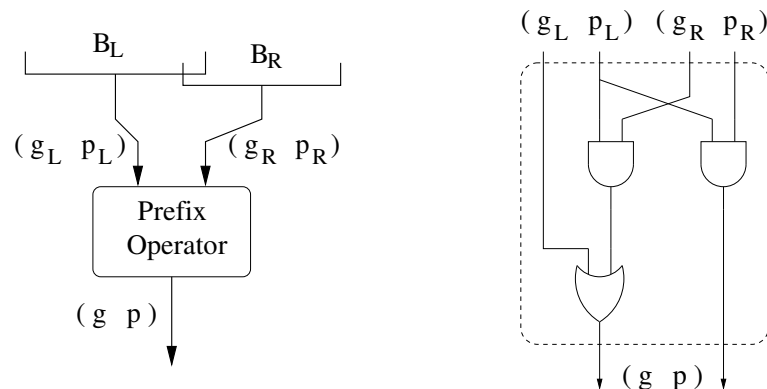 B_L
B_R
( g_L p_L )
( g_R p_R )
Prefix
Operator
( g p )
( g_L p_L ) ( g_R p_R )
( g p )